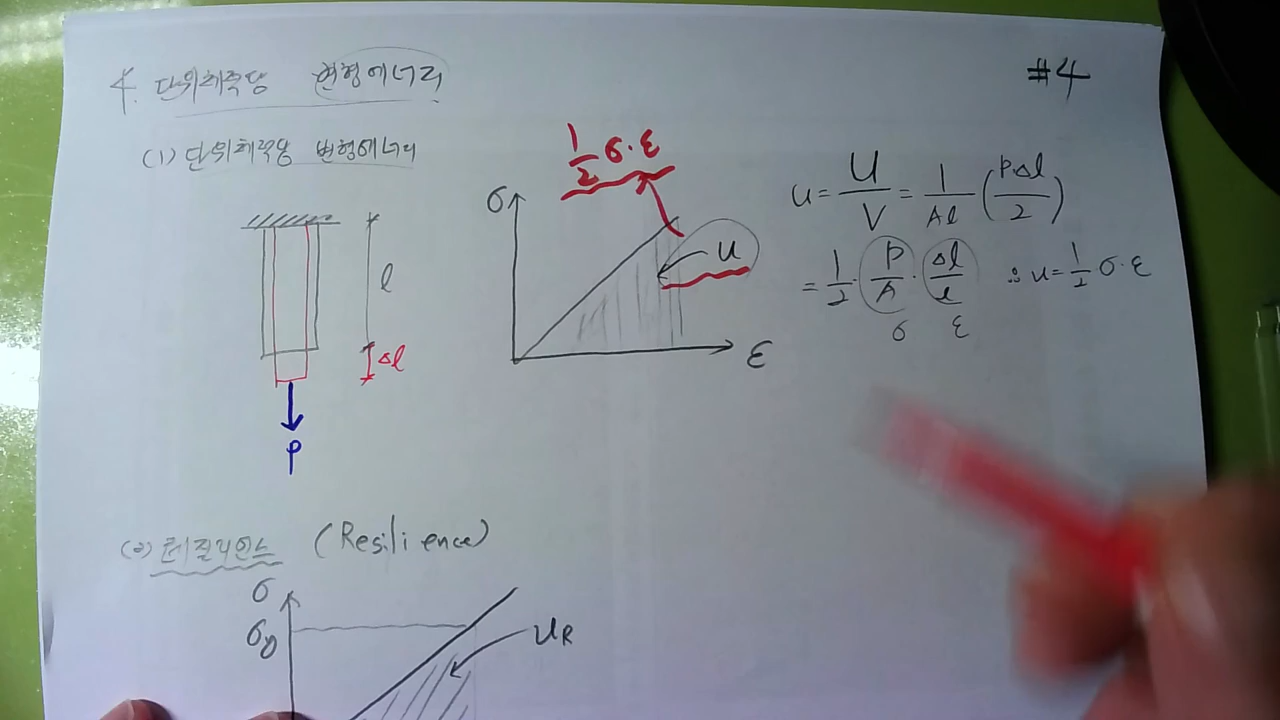 #4
4. 단위체적당 변형에너지
(1) 단위체적당 변형에너지
l
Δl
P
σ
1/2 σ·ε
u
ε
u = U/V = 1/Al (PΔl/2)
= 1/2 · P/A · Δl/l ∴ u = 1/2 σ·ε
σ ε
(2) 레질리언스 (Resilience)
σ
uR